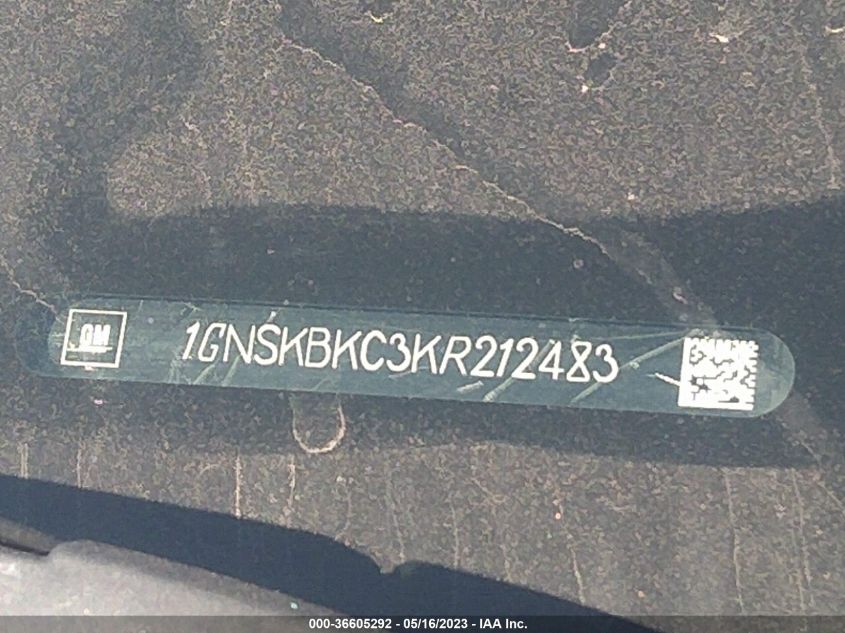 GM
1GNSKBKC3KR212483
000-36605292 - 05/16/2023 - IAA Inc.